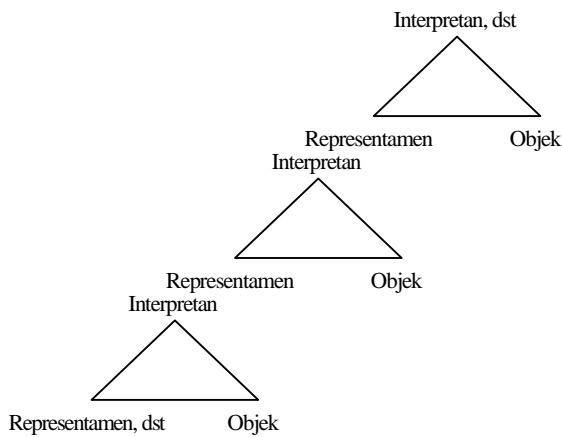 Interpretan, dst
Representamen Objek
Interpretan
Representamen Objek
Interpretan
Representamen, dst Objek